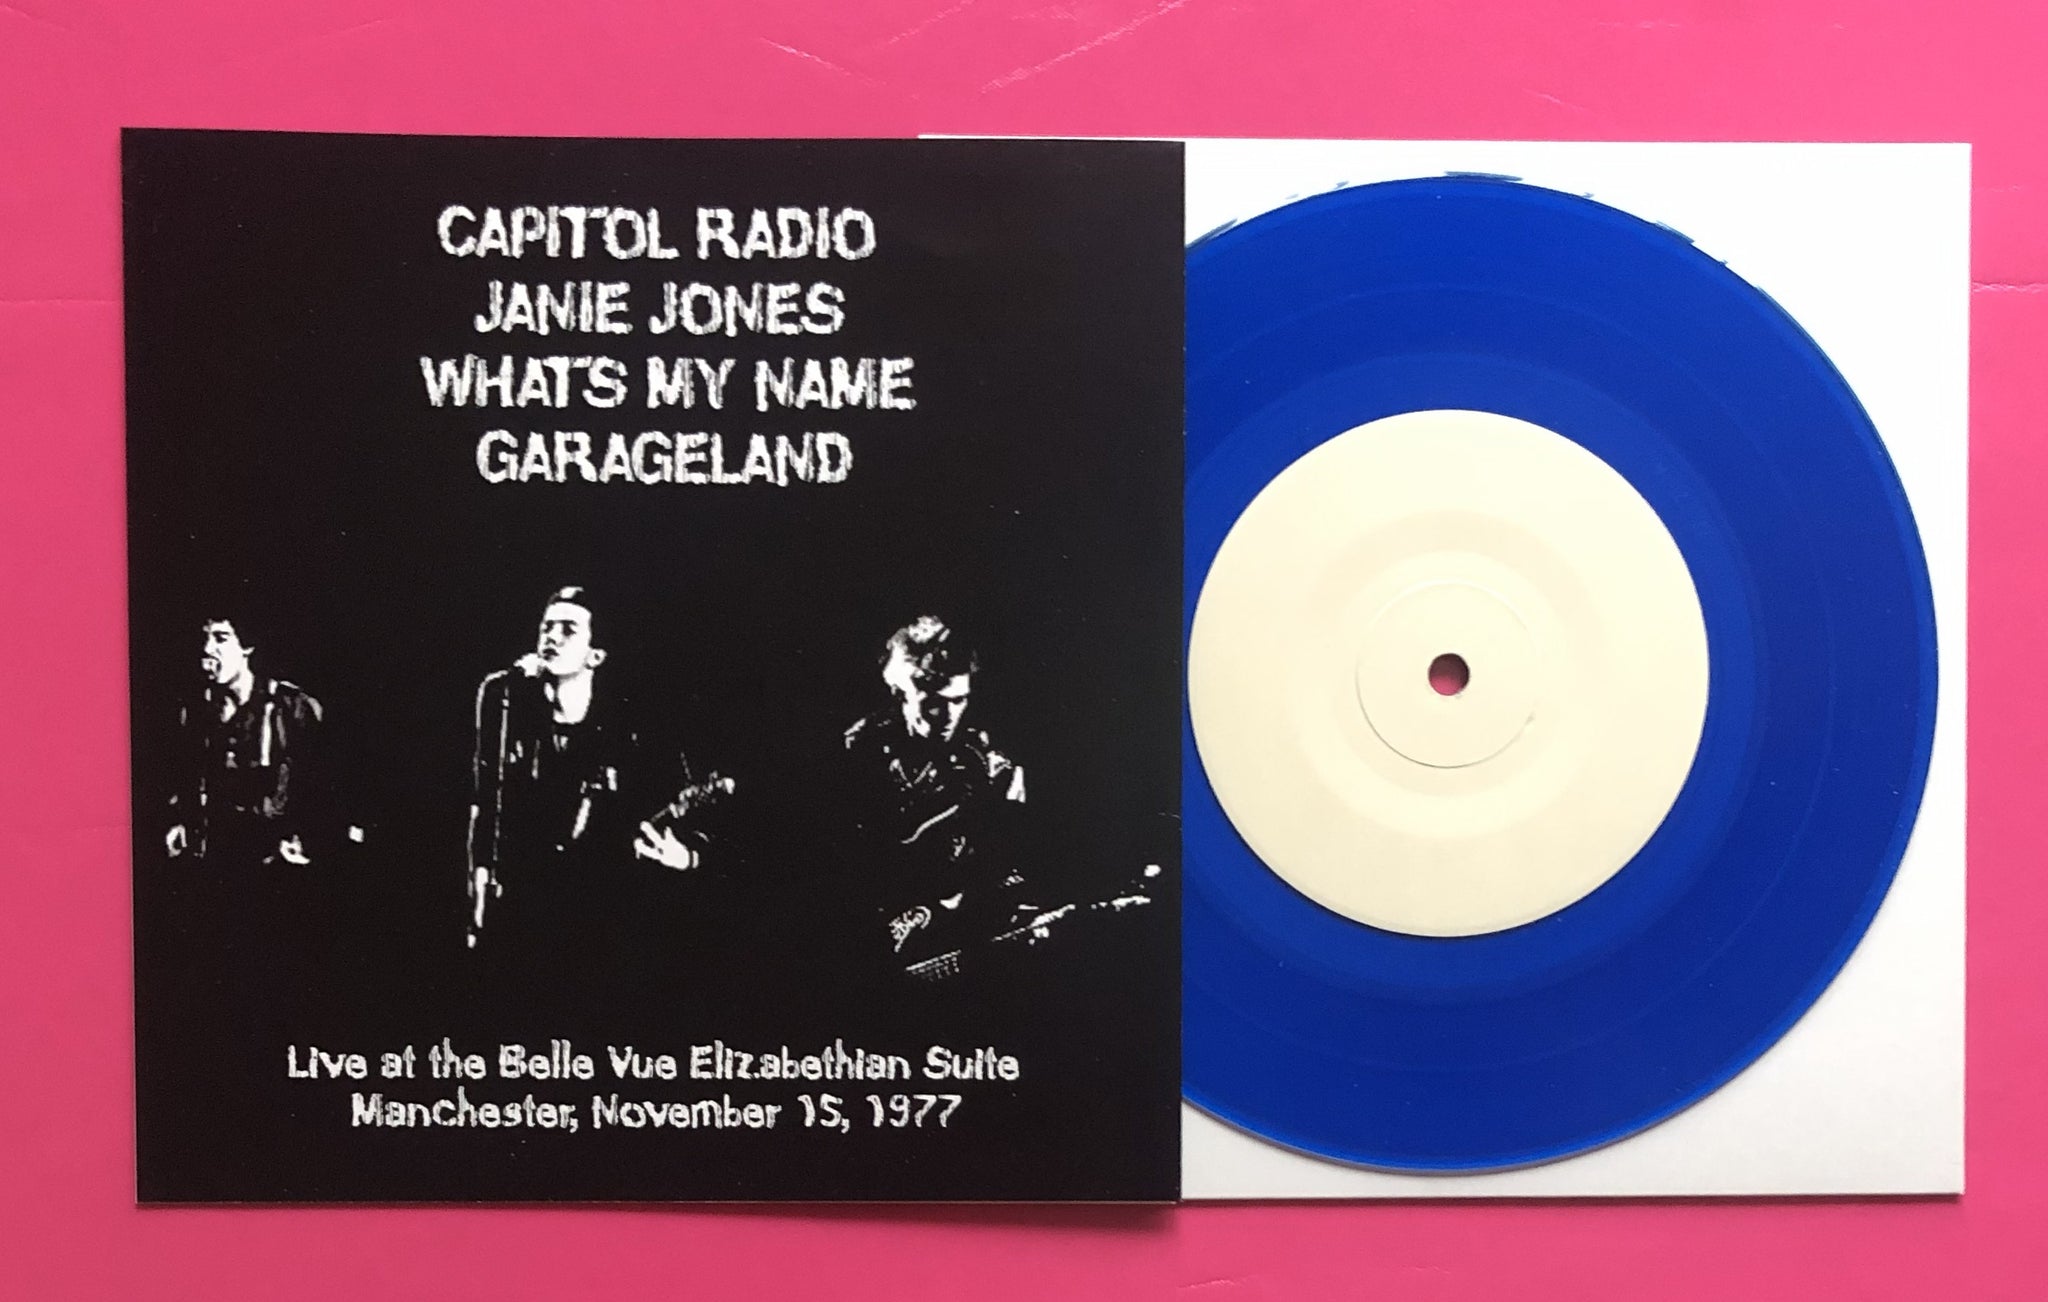 CAPITOL RADIO
JANIE JONES
WHAT'S MY NAME
GARAGELAND
Live at the Belle Vue Elizabethian Suite
Manchester, November 15, 1977